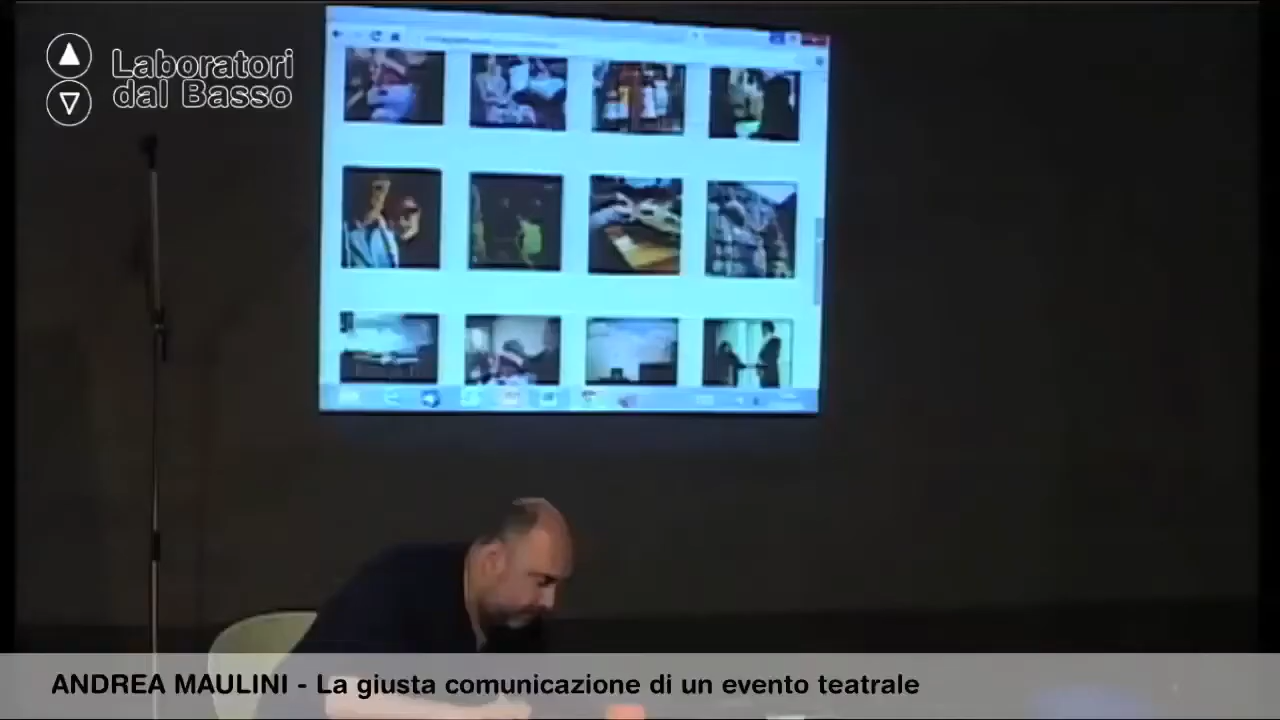 Laboratori
dal Basso
ANDREA MAULINI - La giusta comunicazione di un evento teatrale